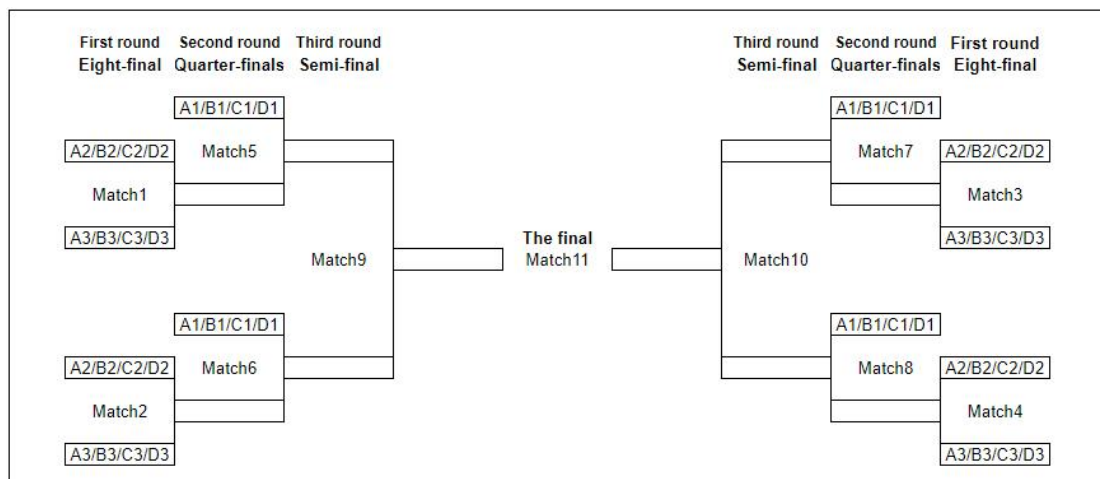 First round Second round Third round
Eight-final Quarter-finals Semi-final
Third round Second round First round
Semi-final Quarter-finals Eight-final
A1/B1/C1/D1
A1/B1/C1/D1
A2/B2/C2/D2
Match5
Match7
A2/B2/C2/D2
Match1
Match3
A3/B3/C3/D3
A3/B3/C3/D3
The final
Match9
Match11
Match10
A1/B1/C1/D1
A1/B1/C1/D1
A2/B2/C2/D2
Match6
Match8
A2/B2/C2/D2
Match2
Match4
A3/B3/C3/D3
A3/B3/C3/D3